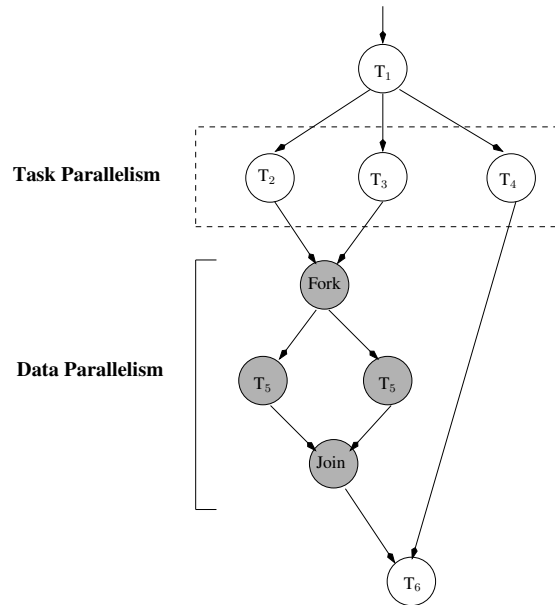 T₁
Task Parallelism
T₂
T₃
T₄
Fork
Data Parallelism
T₅
T₅
Join
T₆